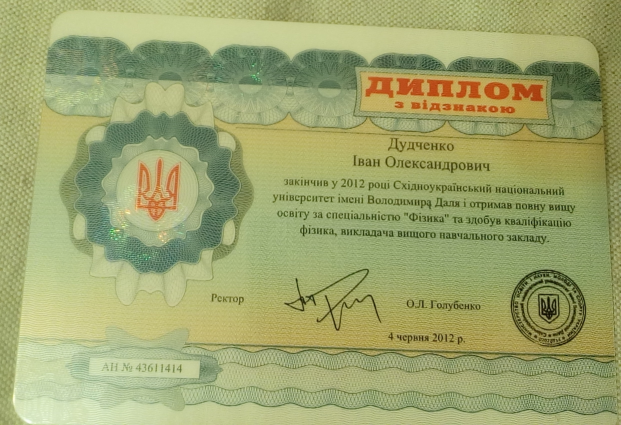 ДИПЛОМ
з відзнакою
Дудченко
Іван Олександрович
закінчив у 2012 році Східноукраїнський національний
університет імені Володимира Даля і отримав повну вищу
освіту за спеціальністю "Фізика" та здобув кваліфікацію
фізика, викладача вищого навчального закладу.
Ректор
О.Л. Голубенко
4 червня 2012 р.
АН № 43611414